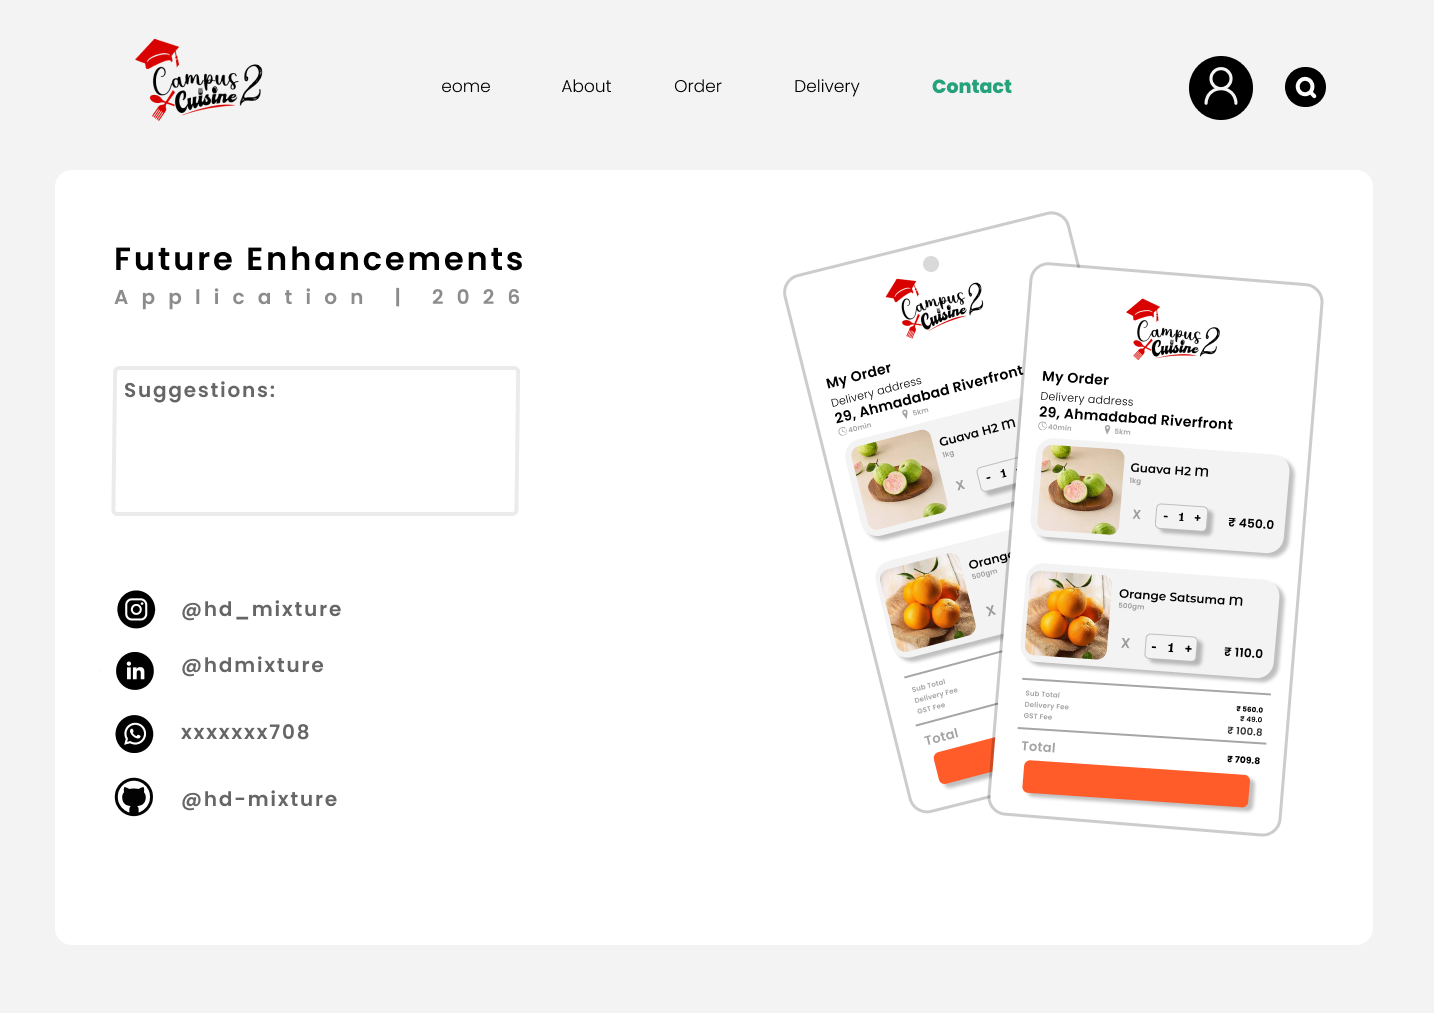 Campus
Cuisine 2
eome
About
Order
Delivery
Contact
Future Enhancements
Application | 2026
Suggestions:
@hd_mixture
in
@hdmixture
xxxxxxx708
@hd-mixture
Campus
Cuisine 2
My Order
Delivery address
29, Ahmadabad Riverfront
40min
5km
Guava H2 m
1kg
X
- 1
Orange
500gm
X
Sub Total
Delivery Fee
GST Fee
Total
Campus
Cuisine 2
My Order
Delivery address
29, Ahmadabad Riverfront
40min
5km
Guava H2 m
1kg
X
- 1 +
₹ 450.0
Orange Satsuma m
500gm
X
- 1 +
₹ 110.0
Sub Total
₹ 560.0
Delivery Fee
₹ 49.0
GST Fee
₹ 100.8
Total
₹ 709.8